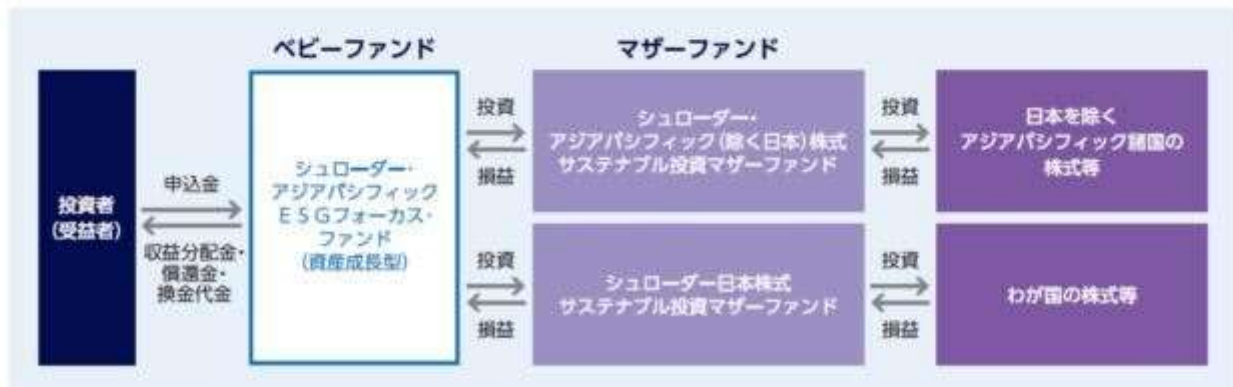 ベビーファンド
マザーファンド
投資者
(受益者)
申込金
収益分配金・
償還金・
換金代金
シュローダー・
アジアパシフィック
ESGフォーカス・
ファンド
(資産成長型)
投資
損益
シュローダー・
アジアパシフィック(除く日本)株式
サステナブル投資マザーファンド
投資
損益
日本を除く
アジアパシフィック諸国の
株式等
投資
損益
シュローダー日本株式
サステナブル投資マザーファンド
投資
損益
わが国の株式等